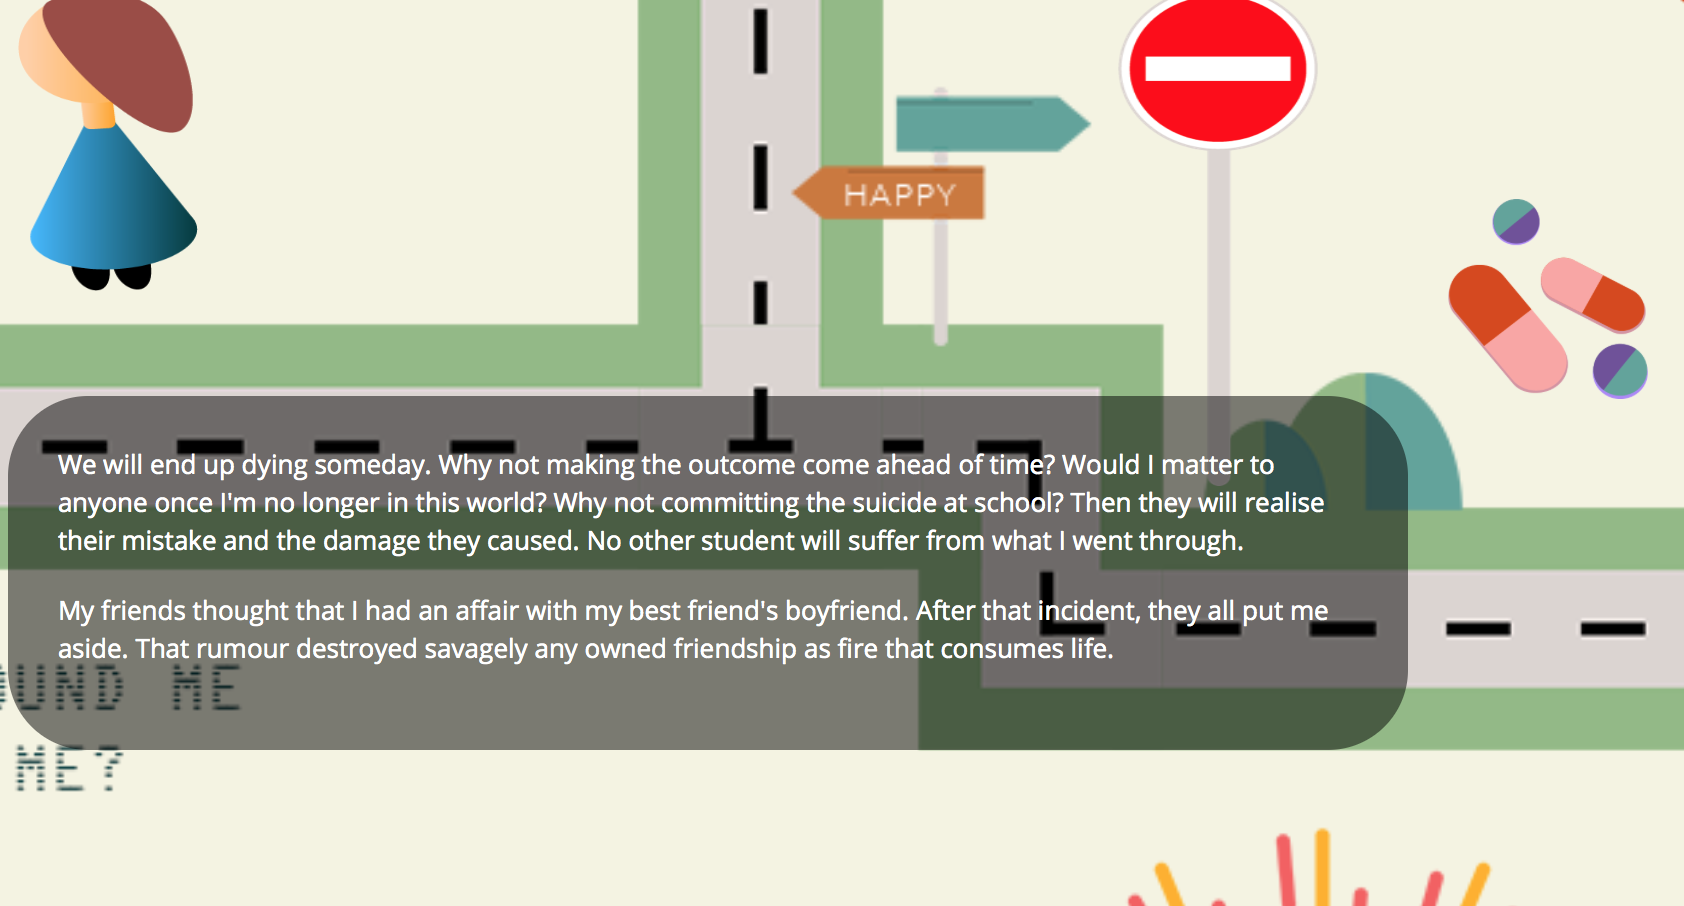 HAPPY
We will end up dying someday. Why not making the outcome come ahead of time? Would I matter to
anyone once I'm no longer in this world? Why not committing the suicide at school? Then they will realise
their mistake and the damage they caused. No other student will suffer from what I went through.
My friends thought that I had an affair with my best friend's boyfriend. After that incident, they all put me
aside. That rumour destroyed savagely any owned friendship as fire that consumes life.
OUND ME
ME?